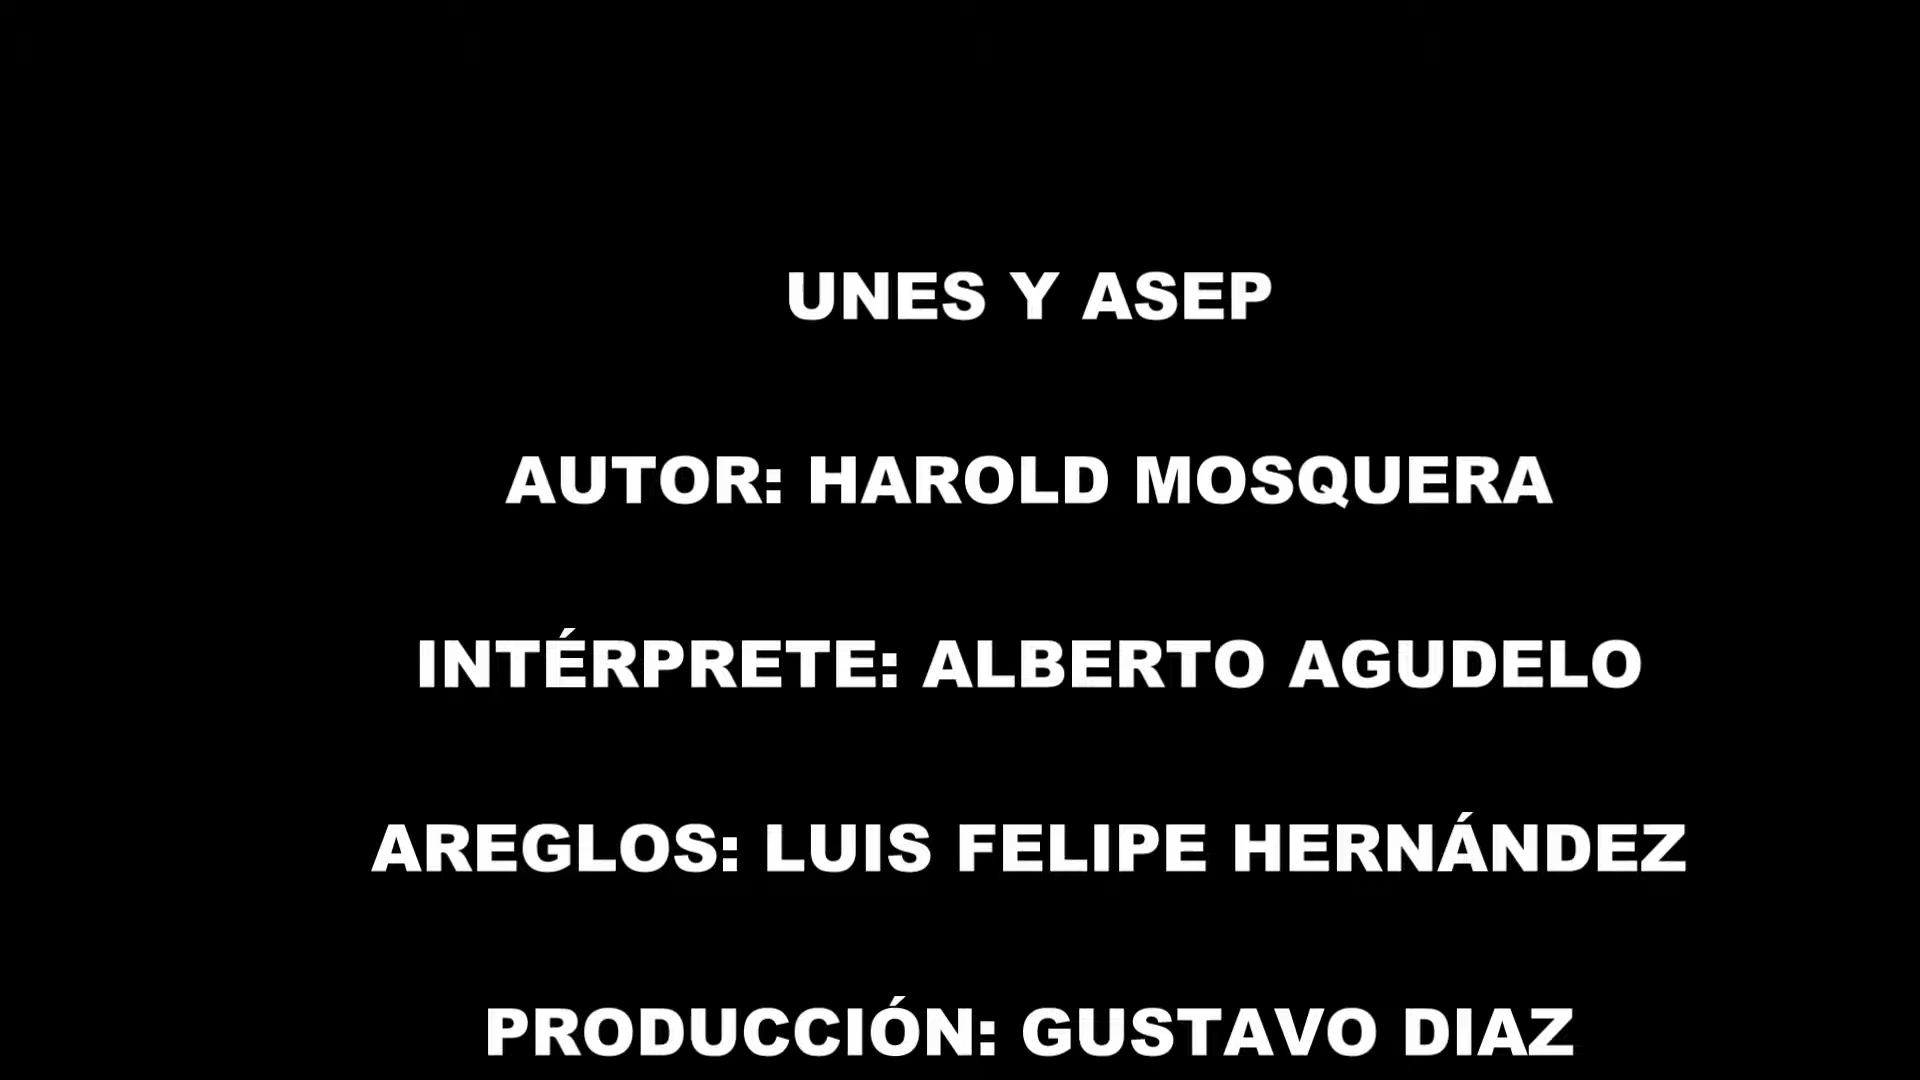 UNES Y ASEP
AUTOR: HAROLD MOSQUERA
INTÉRPRETE: ALBERTO AGUDELO
AREGLOS: LUIS FELIPE HERNÁNDEZ
PRODUCCIÓN: GUSTAVO DIAZ